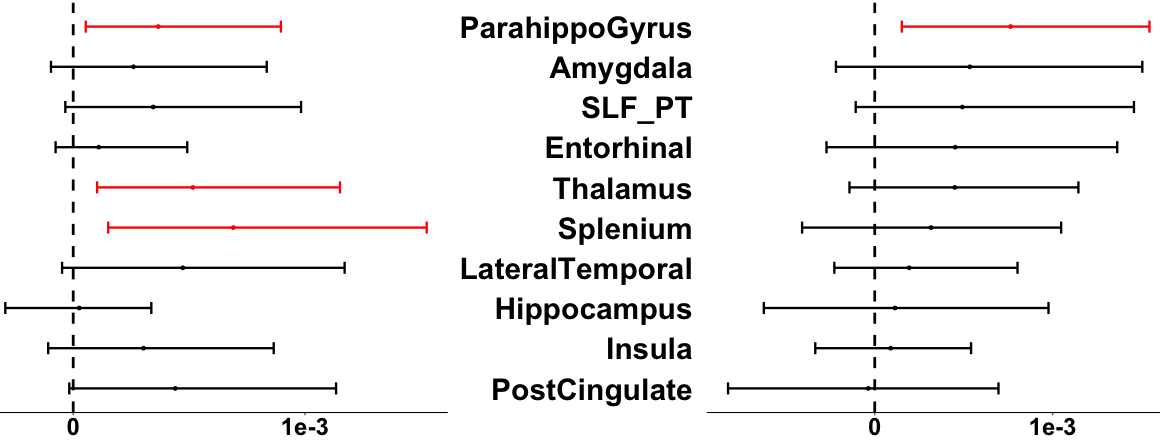 ParahippoGyrus
Amygdala
SLF_PT
Entorhinal
Thalamus
Splenium
LateralTemporal
Hippocampus
Insula
PostCingulate
0 1e-3 0 1e-3